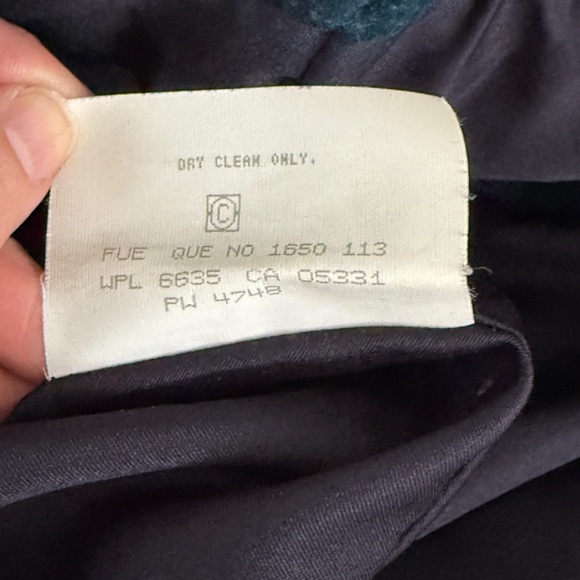 DRY CLEAN ONLY.
C
FUE QUE NO 1650 113
WPL 6635 CA 05331
PW 4748